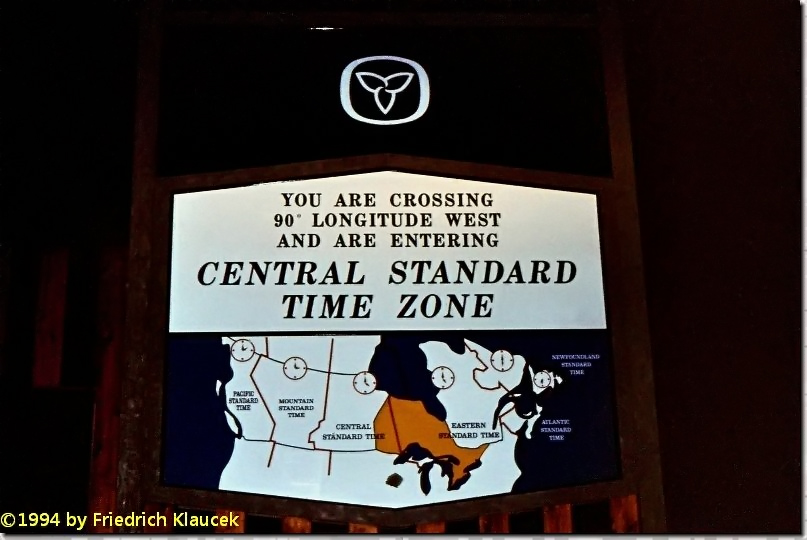 YOU ARE CROSSING
90° LONGITUDE WEST
AND ARE ENTERING
CENTRAL STANDARD
TIME ZONE
NEWFOUNDLAND
STANDARD
TIME
PACIFIC
STANDARD
TIME
MOUNTAIN
STANDARD
TIME
CENTRAL
STANDARD TIME
EASTERN
STANDARD TIME
ATLANTIC
STANDARD
TIME
©1994 by Friedrich Klaucek